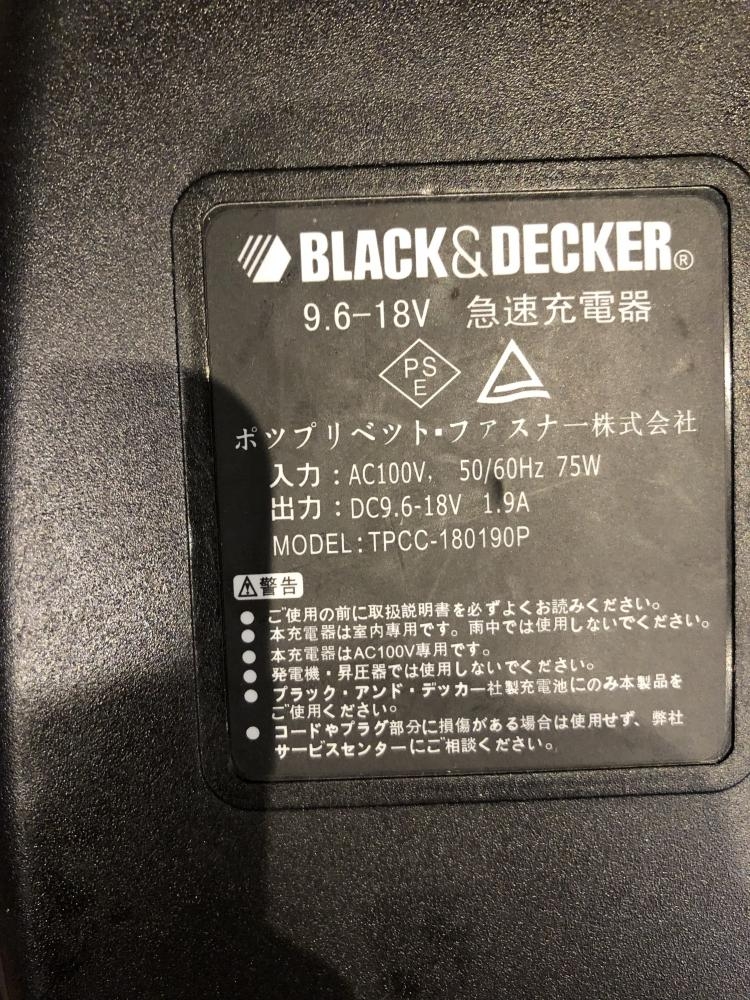 BLACK&DECKER®
9.6-18V 急速充電器
PS
E
ポップリベット・ファスナー株式会社
入力:AC100V, 50/60Hz 75W
出力:DC9.6-18V 1.9A
MODEL:TPCC-180190P
警告
● ご使用の前に取扱説明書を必ずよくお読みください。
● 本充電器は室内専用です。雨中では使用しないでください。
● 本充電器はAC100V専用です。
● 発電機・昇圧器では使用しないでください。
● ブラック・アンド・デッカー社製充電池にのみ本製品を
ご使用ください。
● コードやプラグ部分に損傷がある場合は使用せず、弊社
サービスセンターにご相談ください。